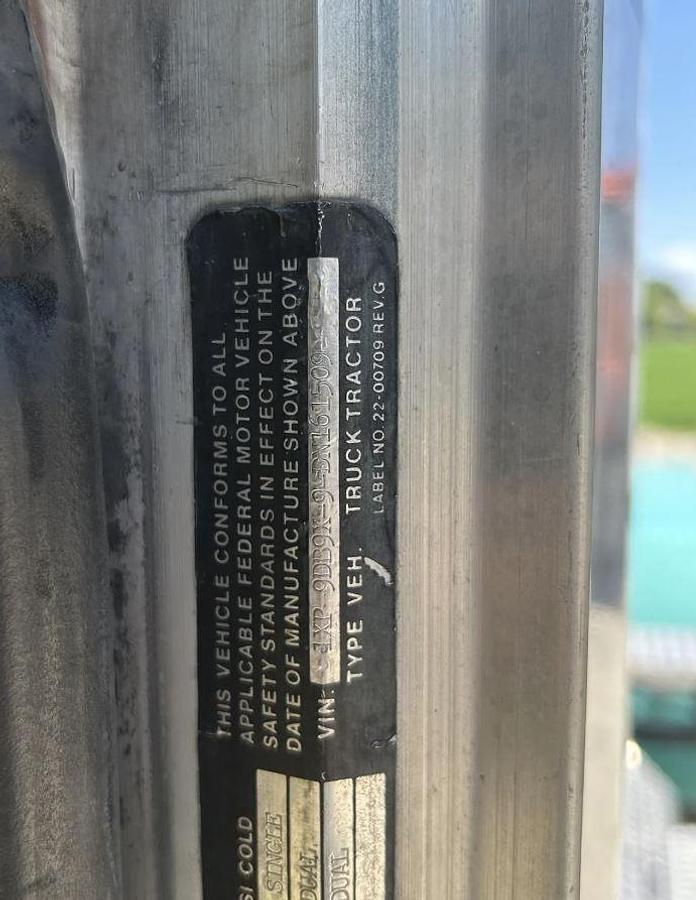 THIS VEHICLE CONFORMS TO ALL
APPLICABLE FEDERAL MOTOR VEHICLE
SAFETY STANDARDS IN EFFECT ON THE
DATE OF MANUFACTURE SHOWN ABOVE
VIN:
TYPE VEH. TRUCK TRACTOR
LABEL NO. 22-00709 REV.G
SI COLD
SINGLE
DUAL
DUAL